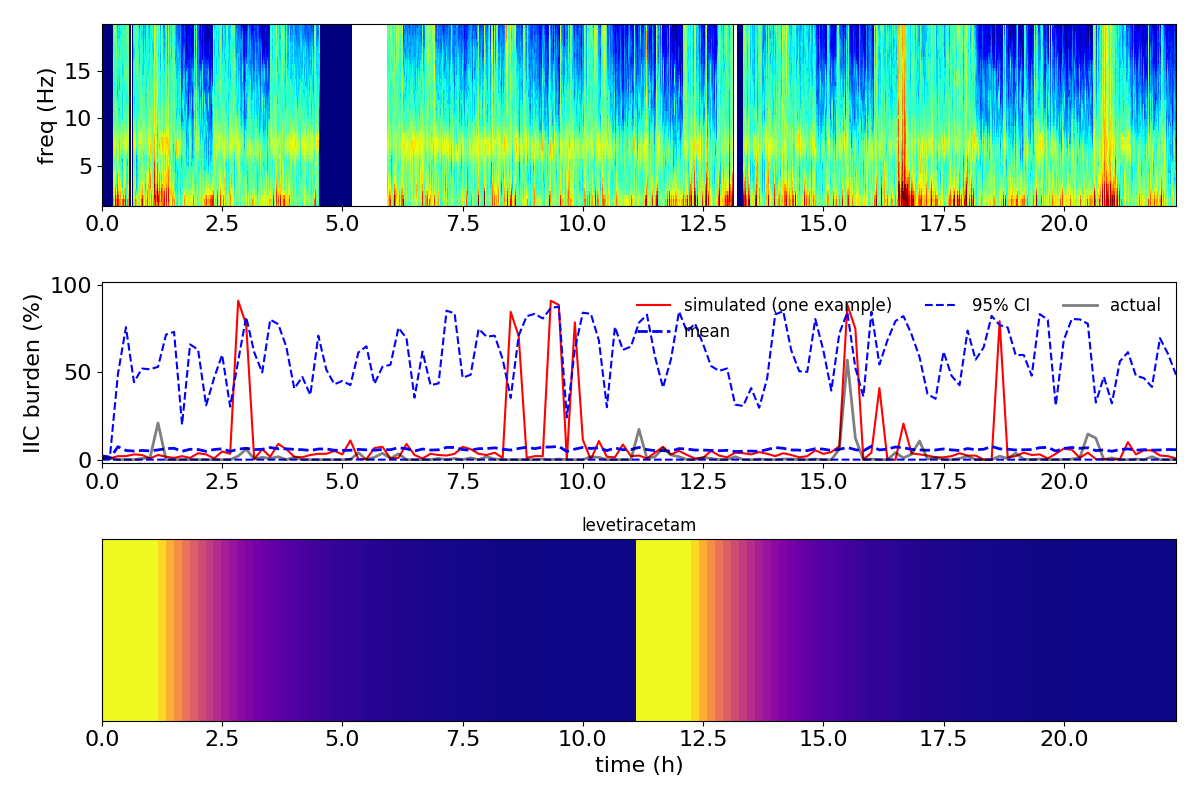 freq (Hz)
15
10
5
0.0 2.5 5.0 7.5 10.0 12.5 15.0 17.5 20.0
IIC burden (%)
100
50
0
simulated (one example) 95% CI actual
mean
0.0 2.5 5.0 7.5 10.0 12.5 15.0 17.5 20.0
levetiracetam
0.0 2.5 5.0 7.5 10.0 12.5 15.0 17.5 20.0
time (h)